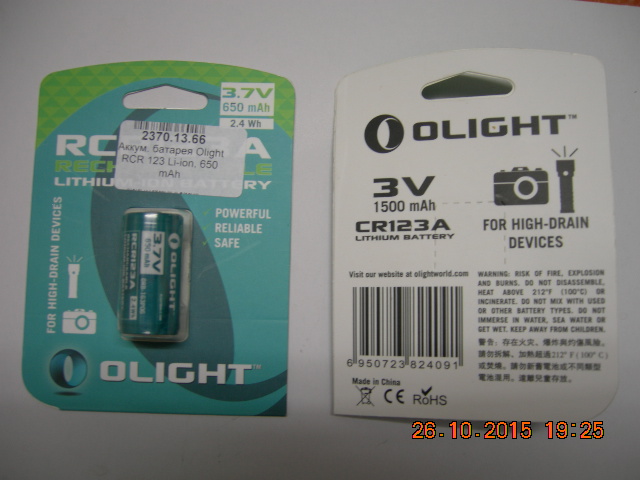 3.7V
650 mAh
2.4 Wh
2370.13.66
Аккум. батарея Olight
RCR 123 Li-ion, 650
mAh
LITHIUM-ION BATTERY
POWERFUL
RELIABLE
SAFE
FOR HIGH-DRAIN DEVICES
OLIGHT
3.7V
650 mAh
RCR123A
OLIGHT™
OLIGHT™
3V
1500 mAh
CR123A
LITHIUM BATTERY
FOR HIGH-DRAIN
DEVICES
Visit our website at olightworld.com
6 950723 824091
Made in China
CE RoHS
WARNING: RISK OF FIRE, EXPLOSION
AND BURNS. DO NOT DISASSEMBLE,
HEAT ABOVE 212°F (100°C) OR
INCINERATE. DO NOT MIX WITH USED
OR OTHER BATTERY TYPES. DO NOT
IMMERSE IN WATER, SEA WATER OR
GET WET. KEEP AWAY FROM CHILDREN.
警告: 存在火灾、爆炸與灼傷風險。
請勿拆解、加熱超過212°F (100°C)
或焚燒。請勿新舊電池或不同類型
電池混用。遠離兒童存放。
26.10.2015 19:25